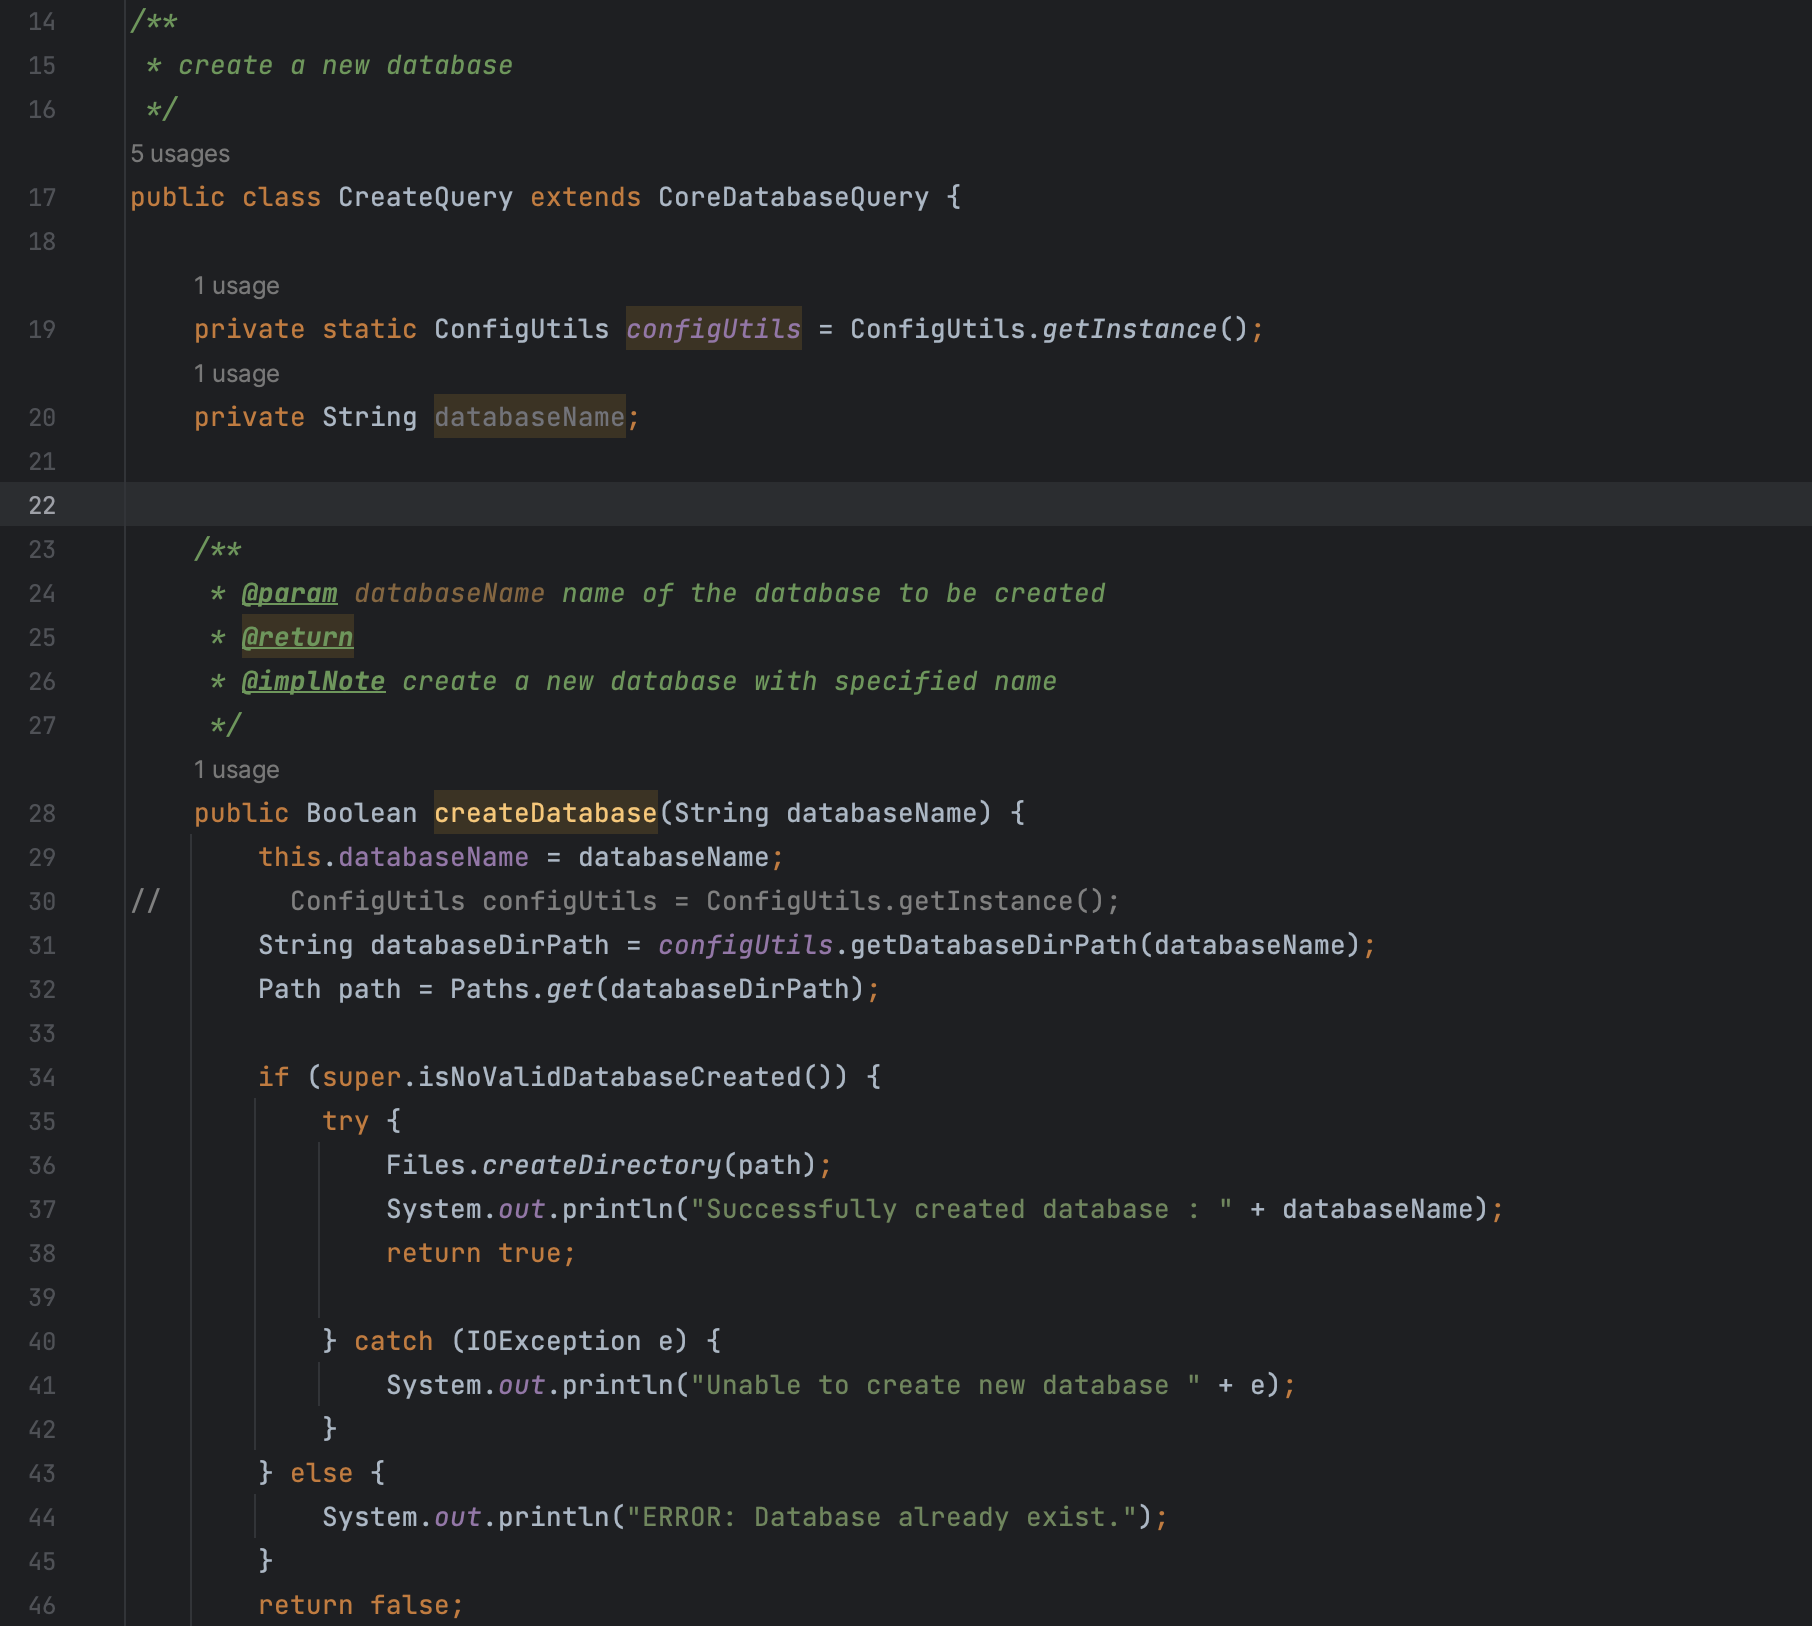 14 /**
15  * create a new database
16  */
5 usages
17 public class CreateQuery extends CoreDatabaseQuery {
18
1 usage
19     private static ConfigUtils configUtils = ConfigUtils.getInstance();
1 usage
20     private String databaseName;
21
22
23     /**
24      * @param databaseName name of the database to be created
25      * @return
26      * @implNote create a new database with specified name
27      */
1 usage
28     public Boolean createDatabase(String databaseName) {
29         this.databaseName = databaseName;
30 //        ConfigUtils configUtils = ConfigUtils.getInstance();
31         String databaseDirPath = configUtils.getDatabaseDirPath(databaseName);
32         Path path = Paths.get(databaseDirPath);
33
34         if (super.isNoValidDatabaseCreated()) {
35             try {
36                 Files.createDirectory(path);
37                 System.out.println("Successfully created database : " + databaseName);
38                 return true;
39
40             } catch (IOException e) {
41                 System.out.println("Unable to create new database " + e);
42             }
43         } else {
44             System.out.println("ERROR: Database already exist.");
45         }
46         return false;